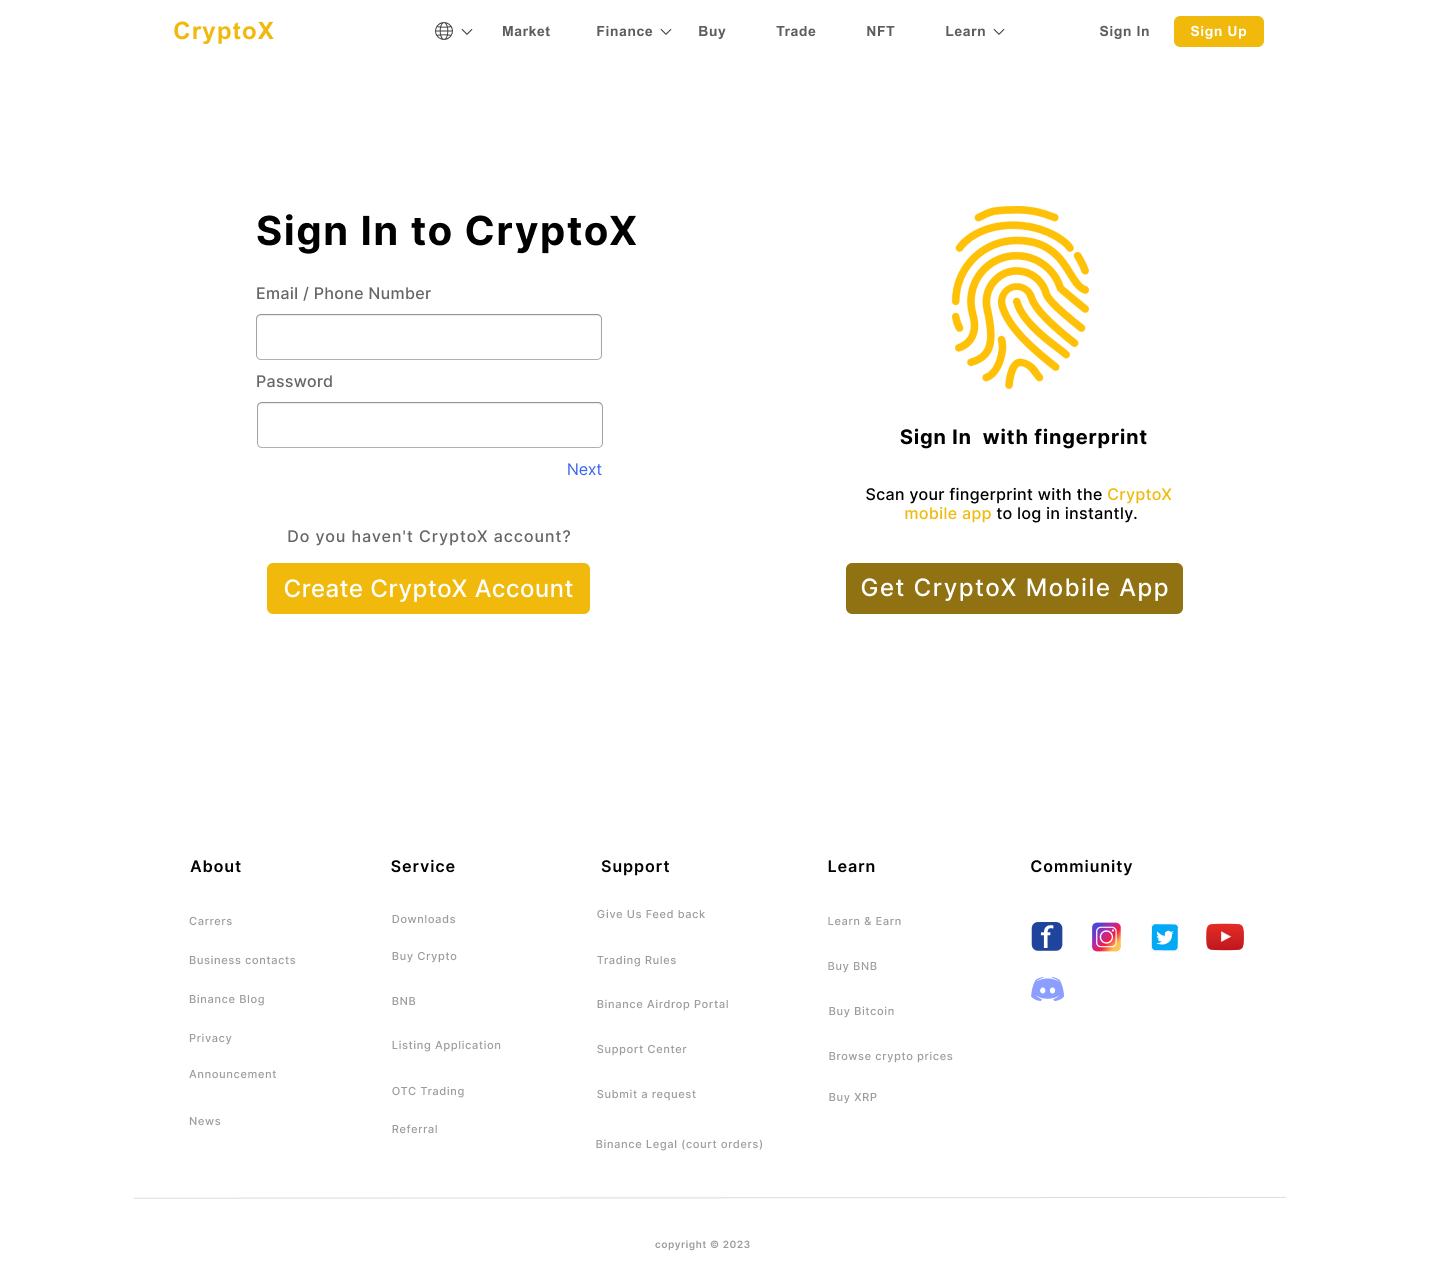 CryptoX
Market
Finance
Buy
Trade
NFT
Learn
Sign In
Sign Up
Sign In to CryptoX
Email / Phone Number
Password
Next
Do you haven't CryptoX account?
Create CryptoX Account
Sign In with fingerprint
Scan your fingerprint with the CryptoX
mobile app to log in instantly.
Get CryptoX Mobile App
About
Carrers
Business contacts
Binance Blog
Privacy
Announcement
News
Service
Downloads
Buy Crypto
BNB
Listing Application
OTC Trading
Referral
Support
Give Us Feed back
Trading Rules
Binance Airdrop Portal
Support Center
Submit a request
Binance Legal (court orders)
Learn
Learn & Earn
Buy BNB
Buy Bitcoin
Browse crypto prices
Buy XRP
Commiunity
copyright © 2023